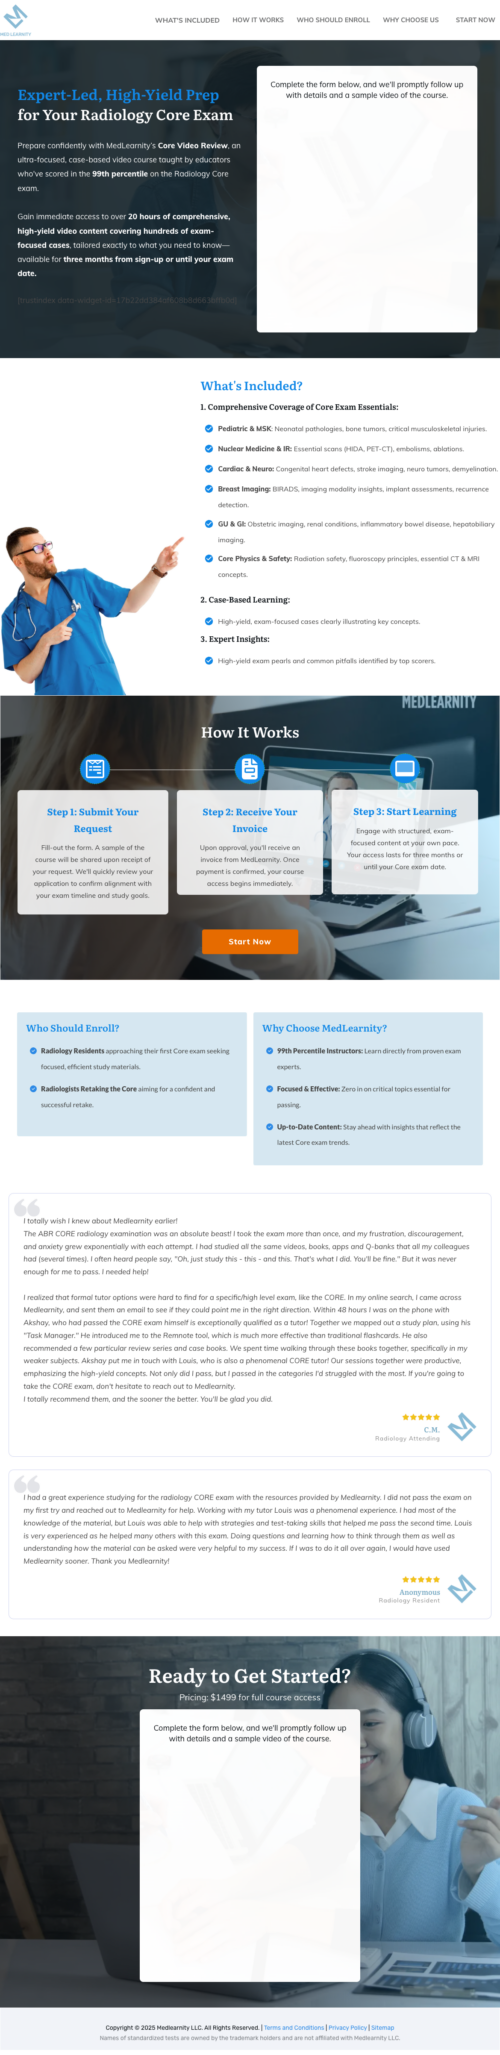 MEDLEARNITY
WHAT'S INCLUDED
HOW IT WORKS
WHO SHOULD ENROLL
WHY CHOOSE US
START NOW
Expert-Led, High-Yield Prep
for Your Radiology Core Exam
Prepare confidently with MedLearnity's Core Video Review, an
ultra-focused, case-based video course taught by educators
who've scored in the 99th percentile on the Radiology Core
exam.
Gain immediate access to over 20 hours of comprehensive,
high-yield video content covering hundreds of exam-
focused cases, tailored exactly to what you need to know—
available for three months from sign-up or until your exam
date.
Complete the form below, and we'll promptly follow up
with details and a sample video of the course.
What's Included?
1. Comprehensive Coverage of Core Exam Essentials:
Pediatric & MSK: Neonatal pathologies, bone tumors, critical musculoskeletal injuries.
Nuclear Medicine & IR: Essential scans (HIDA, PET-CT), embolisms, ablations.
Cardiac & Neuro: Congenital heart defects, stroke imaging, neuro tumors, demyelination.
Breast Imaging: BIRADS, imaging modality insights, implant assessments, recurrence
detection.
GU & GI: Obstetric imaging, renal conditions, inflammatory bowel disease, hepatobiliary
imaging.
Core Physics & Safety: Radiation safety, fluoroscopy principles, essential CT & MRI
concepts.
2. Case-Based Learning:
High-yield, exam-focused cases clearly illustrating key concepts.
3. Expert Insights:
High-yield exam pearls and common pitfalls identified by top scorers.
MEDLEARNITY
How It Works
Step 1: Submit Your
Request
Fill-out the form. A sample of the
course will be shared upon receipt of
your request. We'll quickly review your
application to confirm alignment with
your exam timeline and study goals.
Step 2: Receive Your
Invoice
Upon approval, you'll receive an
invoice from MedLearnity. Once
payment is confirmed, your course
access begins immediately.
Step 3: Start Learning
Engage with structured, exam-
focused content at your own pace.
Your access lasts for three months or
until your Core exam date.
Start Now
Who Should Enroll?
Radiology Residents approaching their first Core exam seeking
focused, efficient study materials.
Radiologists Retaking the Core aiming for a confident and
successful retake.
Why Choose MedLearnity?
99th Percentile Instructors: Learn directly from proven exam
experts.
Focused & Effective: Zero in on critical topics essential for
passing.
Up-to-Date Content: Stay ahead with insights that reflect the
latest Core exam trends.
I totally wish I knew about Medlearnity earlier!
The ABR CORE radiology examination was an absolute beast! I took the exam more than once, and my frustration, discouragement,
and anxiety grew exponentially with each attempt. I had studied all the same videos, books, apps and Q-banks that all my colleagues
had (several times). I often heard people say, "Oh, just study this - this - and this. That's what I did. You'll be fine." But it was never
enough for me to pass. I needed help!
I realized that formal tutor options were hard to find for a specific/high level exam, like the CORE. In my online search, I came across
Medlearnity, and sent them an email to see if they could point me in the right direction. Within 48 hours I was on the phone with
Akshay, who had passed the CORE exam himself is exceptionally qualified as a tutor! Together we mapped out a study plan, using his
"Task Manager." He introduced me to the Remnote tool, which is much more effective than traditional flashcards. He also
recommended a few particular review series and case books. We spent time walking through these books together, specifically in my
weaker subjects. Akshay put me in touch with Louis, who is also a phenomenal CORE tutor! Our sessions together were productive,
emphasizing the high-yield concepts. Not only did I pass, but I passed in the categories I'd struggled with the most. If you're going to
take the CORE exam, don't hesitate to reach out to Medlearnity.
I totally recommend them, and the sooner the better. You'll be glad you did.
C.M.
Radiology Attending
I had a great experience studying for the radiology CORE exam with the resources provided by Medlearnity. I did not pass the exam on
my first try and reached out to Medlearnity for help. Working with my tutor Louis was a phenomenal experience. I had most of the
knowledge of the material, but Louis was able to help with strategies and test-taking skills that helped me pass the second time. Louis
is very experienced as he helped many others with this exam. Doing questions and learning how to think through them as well as
understanding how the material can be asked were very helpful to my success. If I was to do it all over again, I would have used
Medlearnity sooner. Thank you Medlearnity!
Anonymous
Radiology Resident
Ready to Get Started?
Pricing: $1499 for full course access
Complete the form below, and we'll promptly follow up
with details and a sample video of the course.
Copyright © 2025 Medlearnity LLC. All Rights Reserved. | Terms and Conditions | Privacy Policy | Sitemap
Names of standardized tests are owned by the trademark holders and are not affiliated with Medlearnity LLC.